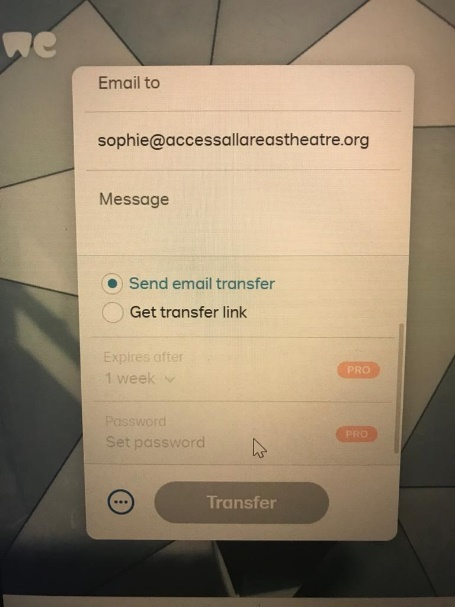 we
Email to
sophie@accessallareastheatre.org
Message
Send email transfer
Get transfer link
Expires after
1 week
PRO
Password
Set password
PRO
Transfer